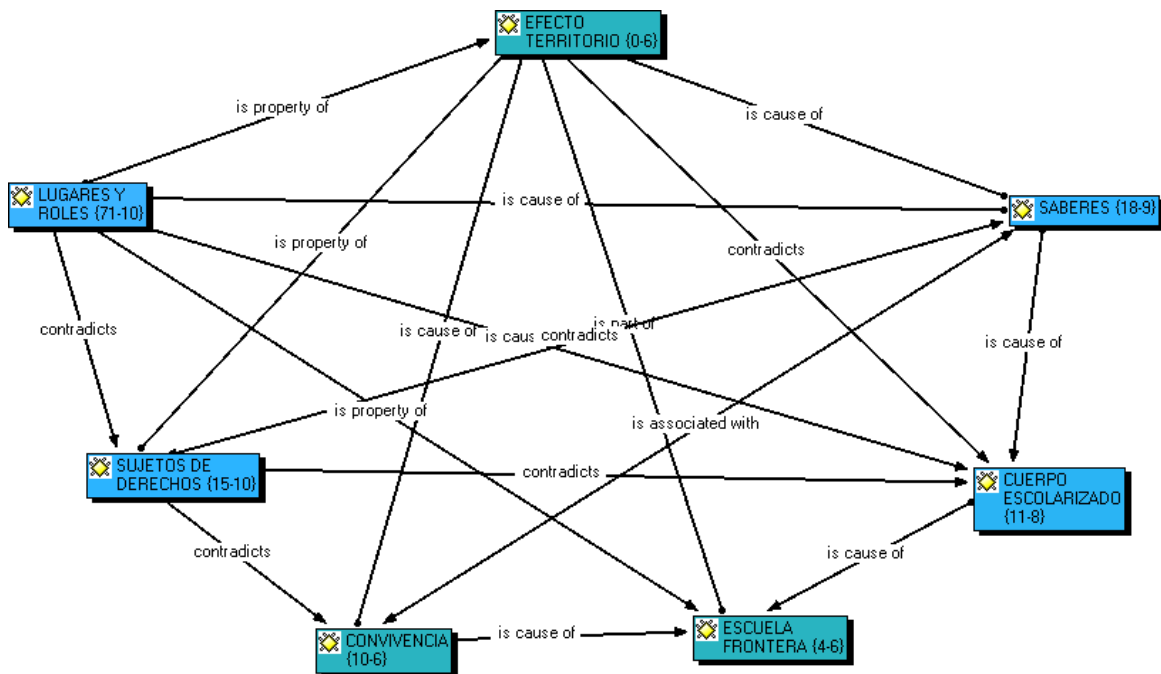 EFECTO
TERRITORIO {0-6}
is property of
is cause of
LUGARES Y
ROLES {71-10}
is cause of
SABERES {18-9}
is property of
contradicts
contradicts
is cause of
is caus
contradicts
is part of
is cause of
is property of
is associated with
SUJETOS DE
DERECHOS {15-10}
contradicts
CUERPO
ESCOLARIZADO
{11-8}
contradicts
is cause of
CONVIVENCIA
{10-6}
is cause of
ESCUELA
FRONTERA {4-6}